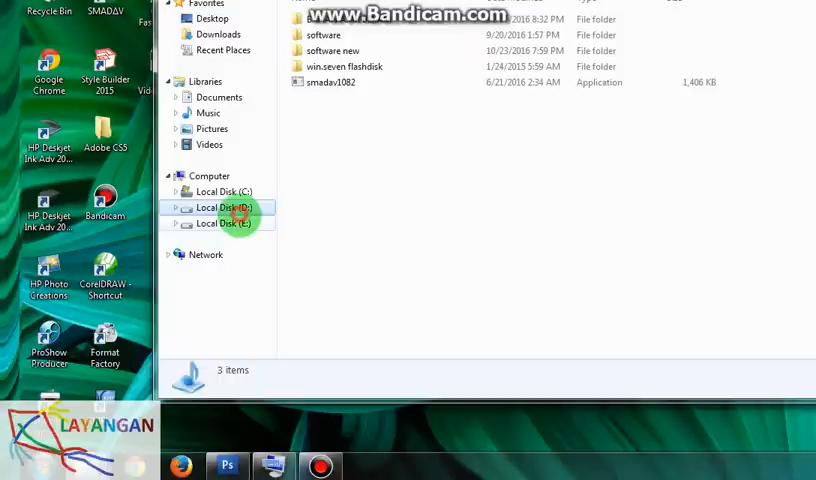 www.Bandicam.com
Recycle Bin
SMADΔV
Google Chrome
Style Builder 2015
HP Deskjet Ink Adv 20...
Adobe CS5
HP Deskjet Ink Adv 20...
Bandicam
HP Photo Creations
CorelDRAW - Shortcut
ProShow Producer
Format Factory
Favorites
Desktop
Downloads
Recent Places
Libraries
Documents
Music
Pictures
Videos
Computer
Local Disk (C:)
Local Disk (D:)
Local Disk (E:)
Network
2016 8:32 PM File folder
software 9/20/2016 1:57 PM File folder
software new 10/23/2016 7:59 PM File folder
win.seven flashdisk 1/24/2015 5:59 AM File folder
smadav1082 6/21/2016 2:34 AM Application 1,406 KB
3 items
LAYANGAN
Ps